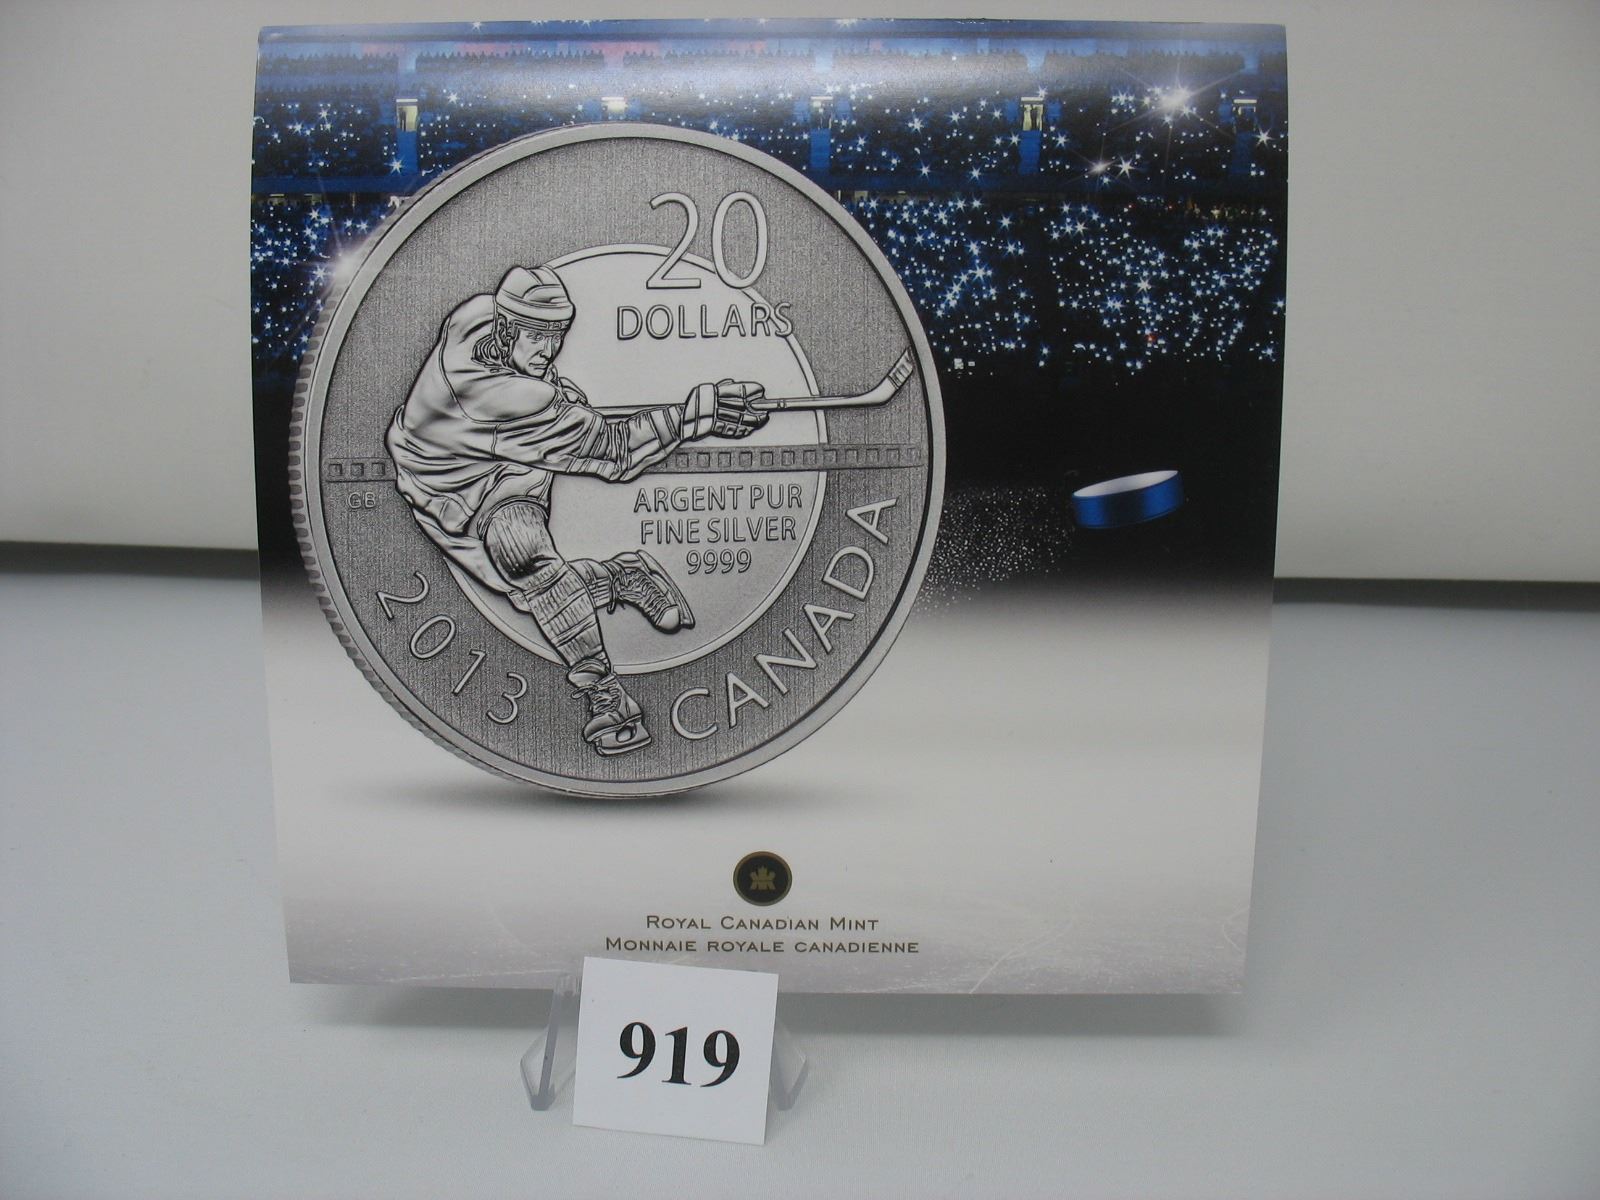 20
DOLLARS
ARGENT PUR
FINE SILVER
9999
GB
2013
CANADA
ROYAL CANADIAN MINT
MONNAIE ROYALE CANADIENNE
919